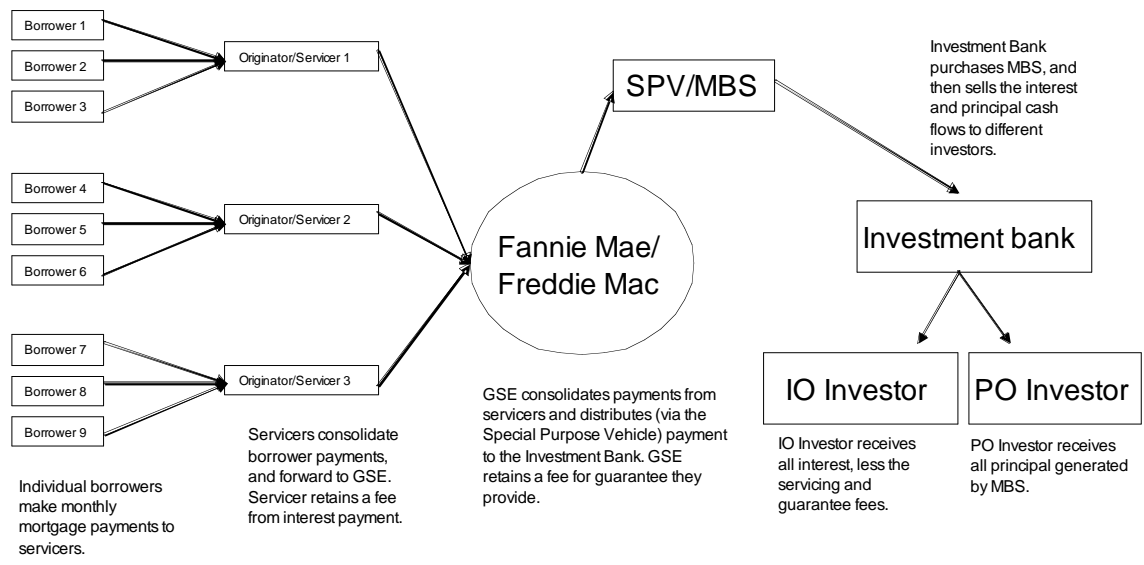 Borrower 1
Borrower 2
Borrower 3
Originator/Servicer 1
Borrower 4
Borrower 5
Borrower 6
Originator/Servicer 2
Borrower 7
Borrower 8
Borrower 9
Originator/Servicer 3
Individual borrowers
make monthly
mortgage payments to
servicers.
Servicers consolidate
borrower payments,
and forward to GSE.
Servicer retains a fee
from interest payment.
Fannie Mae/
Freddie Mac
GSE consolidates payments from
servicers and distributes (via the
Special Purpose Vehicle) payment
to the Investment Bank. GSE
retains a fee for guarantee they
provide.
SPV/MBS
Investment Bank
purchases MBS, and
then sells the interest
and principal cash
flows to different
investors.
Investment bank
IO Investor
IO Investor receives
all interest, less the
servicing and
guarantee fees.
PO Investor
PO Investor receives
all principal generated
by MBS.